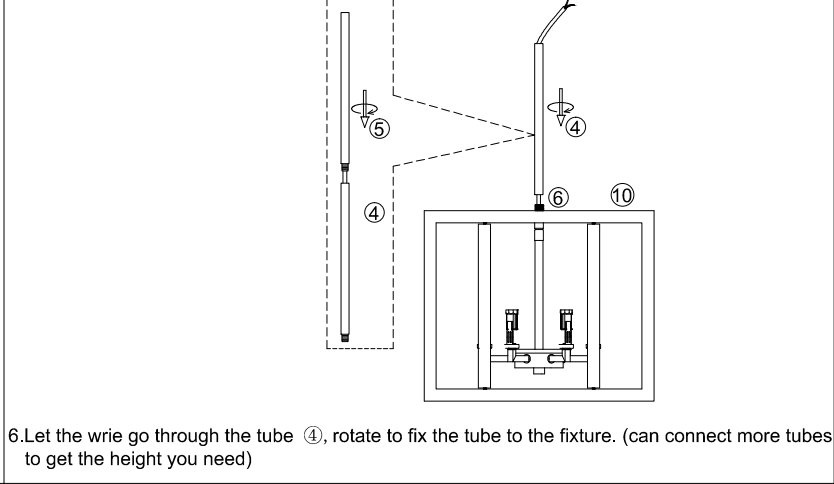 ⑤
④
④
⑥
⑩
6.Let the wrie go through the tube ④, rotate to fix the tube to the fixture. (can connect more tubes
to get the height you need)